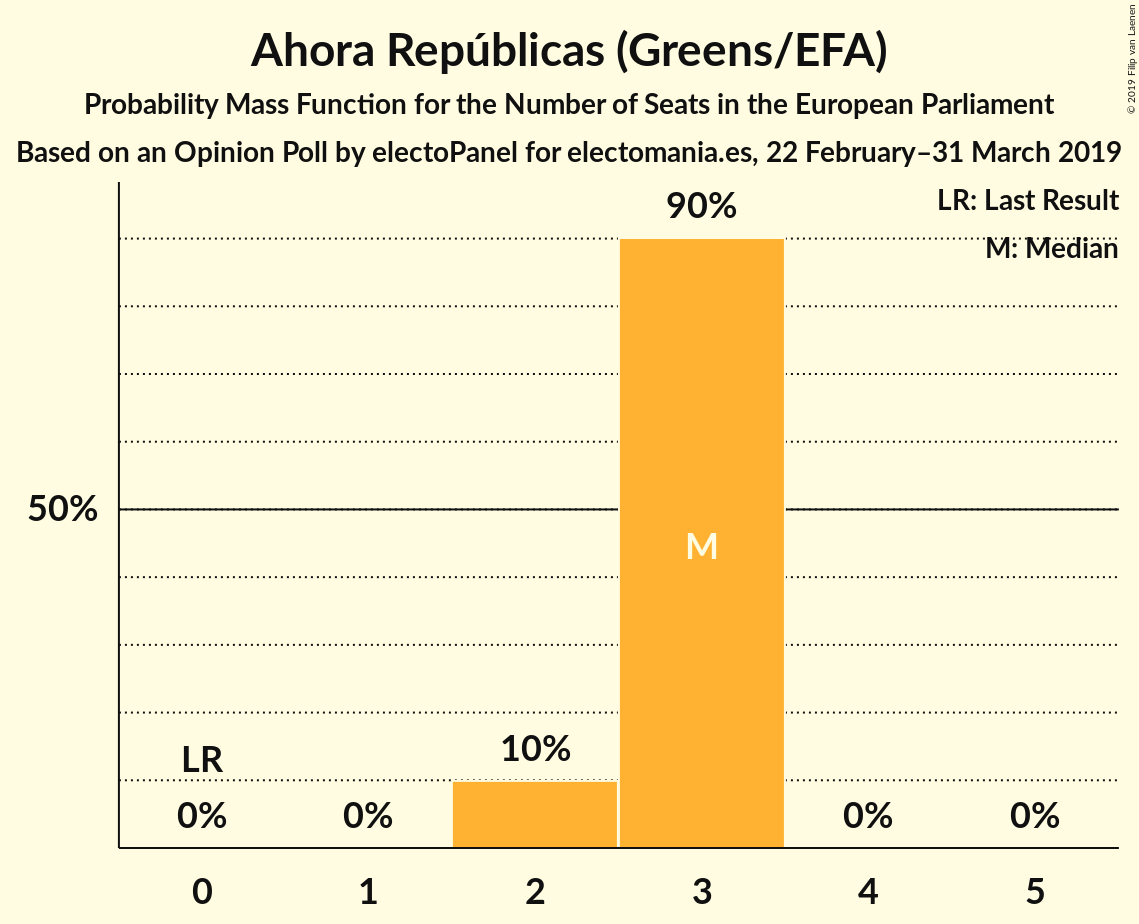 Ahora Repúblicas (Greens/EFA)
Probability Mass Function for the Number of Seats in the European Parliament
Based on an Opinion Poll by electoPanel for electomania.es, 22 February–31 March 2019
© 2019 Filip van Laenen
LR: Last Result
M: Median
90%
50%
M
LR
10%
0% 0% 0% 0%
0 1 2 3 4 5